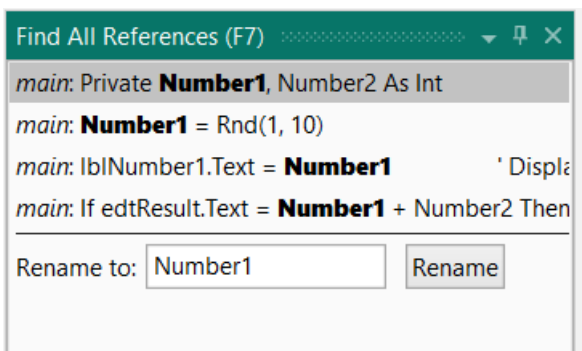 Find All References (F7)
main: Private Number1, Number2 As Int
main: Number1 = Rnd(1, 10)
main: lblNumber1.Text = Number1 ' Displa
main: If edtResult.Text = Number1 + Number2 Then
Rename to: Number1 Rename